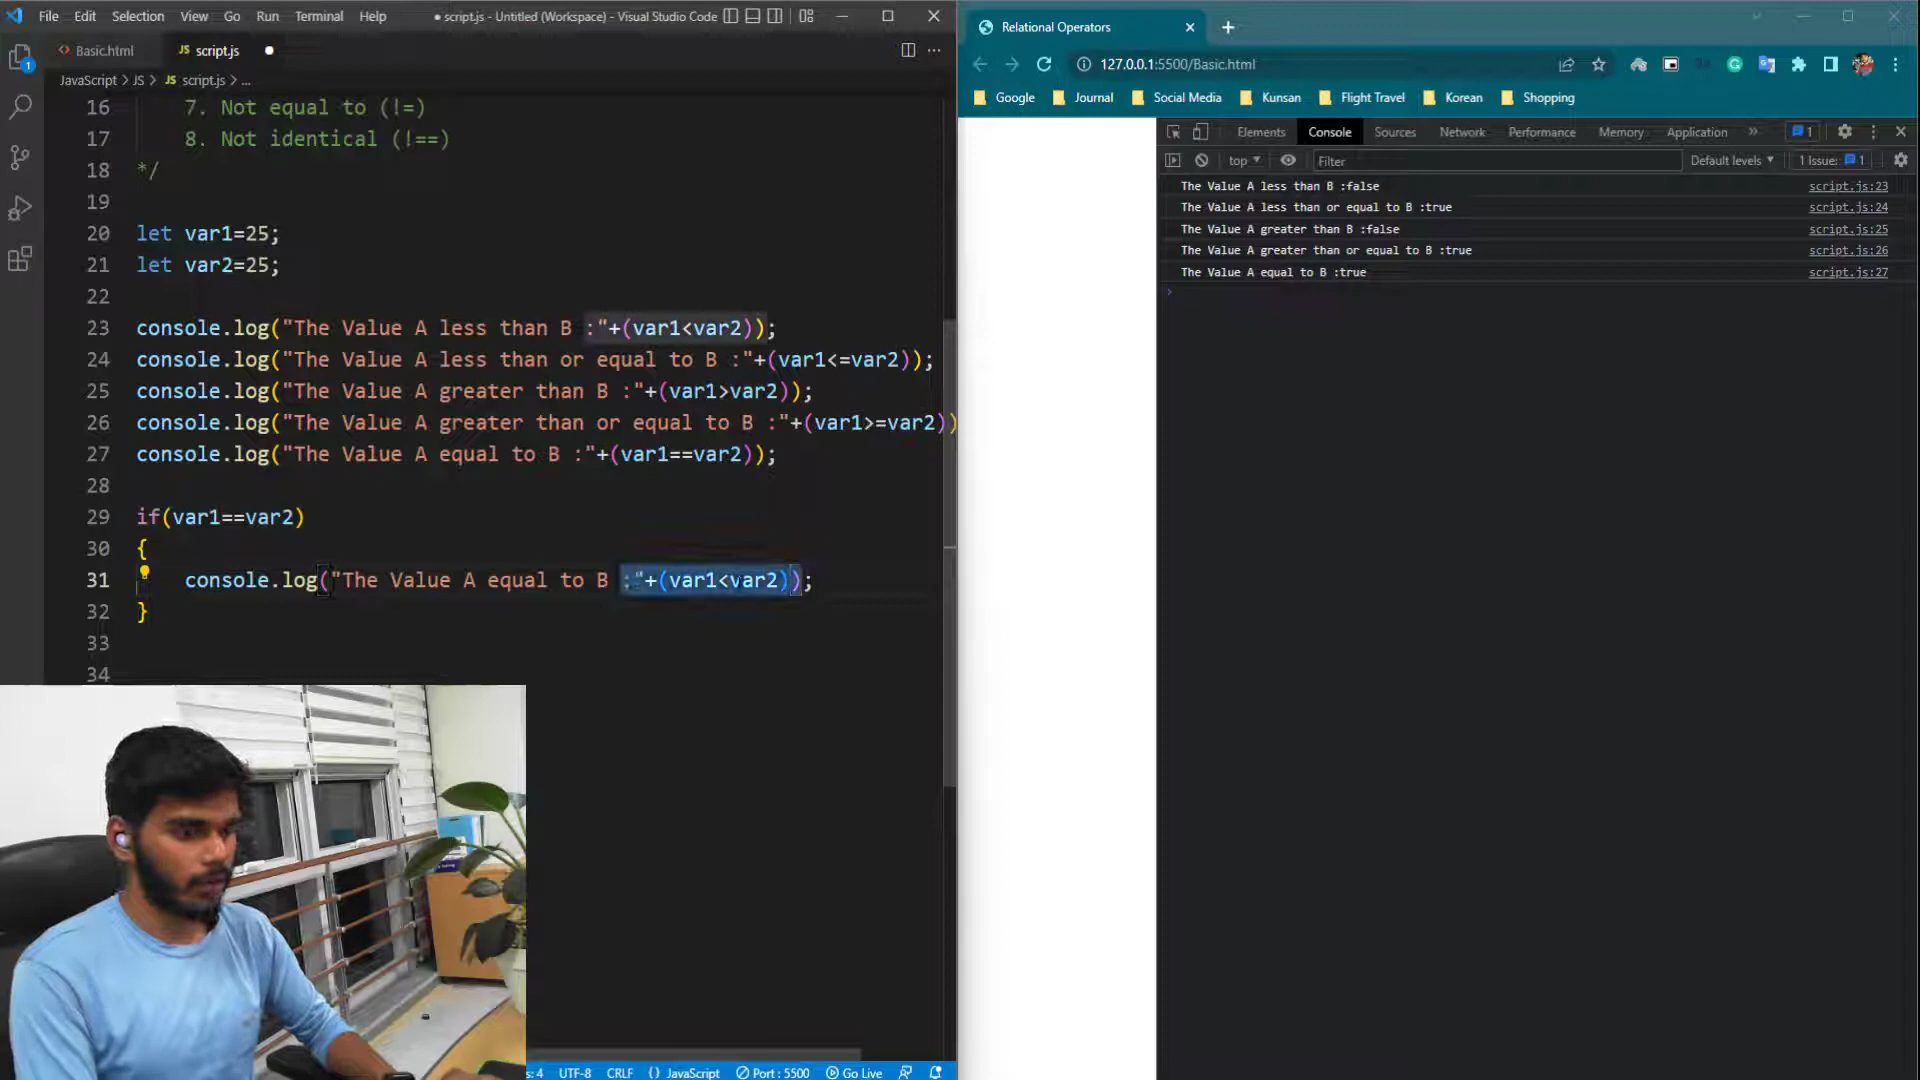 File Edit Selection View Go Run Terminal Help
● script.js - Untitled (Workspace) - Visual Studio Code
Basic.html
JS script.js ●
JavaScript > JS > JS script.js > ...
16 7. Not equal to (!=)
17 8. Not identical (!==)
18 */
19
20 let var1=25;
21 let var2=25;
22
23 console.log("The Value A less than B :"+(var1<var2));
24 console.log("The Value A less than or equal to B :"+(var1<=var2));
25 console.log("The Value A greater than B :"+(var1>var2));
26 console.log("The Value A greater than or equal to B :"+(var1>=var2))
27 console.log("The Value A equal to B :"+(var1==var2));
28
29 if(var1==var2)
30 {
31 console.log("The Value A equal to B :"+(var1<var2));
32 }
33
34
s: 4 UTF-8 CRLF {} JavaScript Port : 5500 Go Live
Relational Operators
127.0.0.1:5500/Basic.html
Google Journal Social Media Kunsan Flight Travel Korean Shopping
Elements Console Sources Network Performance Memory Application » 1
top ▼ Filter Default levels ▼ 1 Issue: 1
The Value A less than B :false script.js:23
The Value A less than or equal to B :true script.js:24
The Value A greater than B :false script.js:25
The Value A greater than or equal to B :true script.js:26
The Value A equal to B :true script.js:27
>